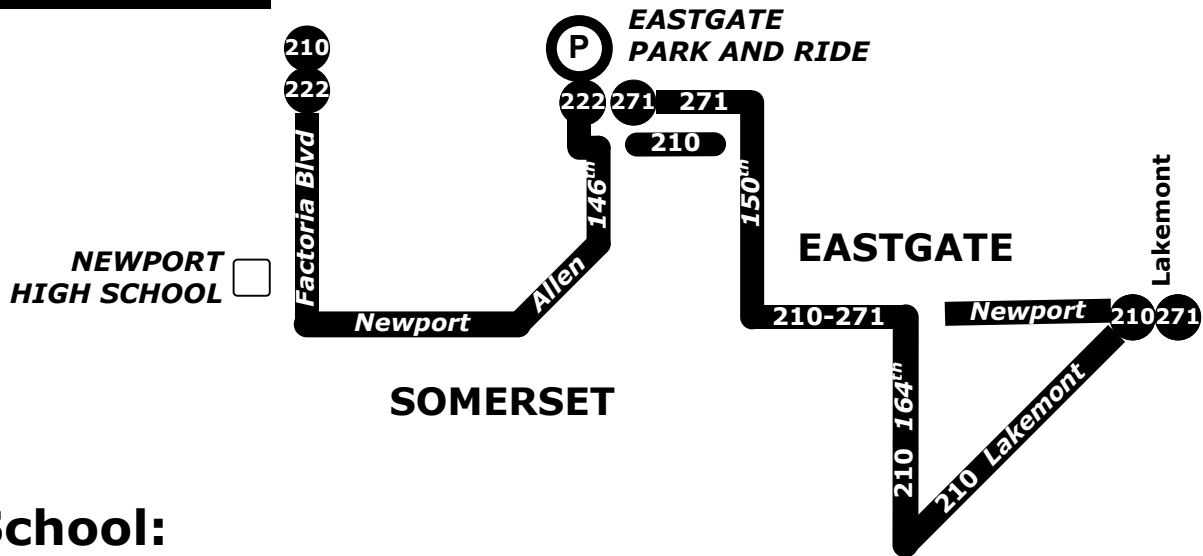 EASTGATE
PARK AND RIDE
P
210
222
222
271
271
210
Factoria Blvd
146th
150th
Lakemont
NEWPORT
HIGH SCHOOL
EASTGATE
Allen
Newport
210-271
Newport
210
271
SOMERSET
210 164th
210 Lakemont
School: